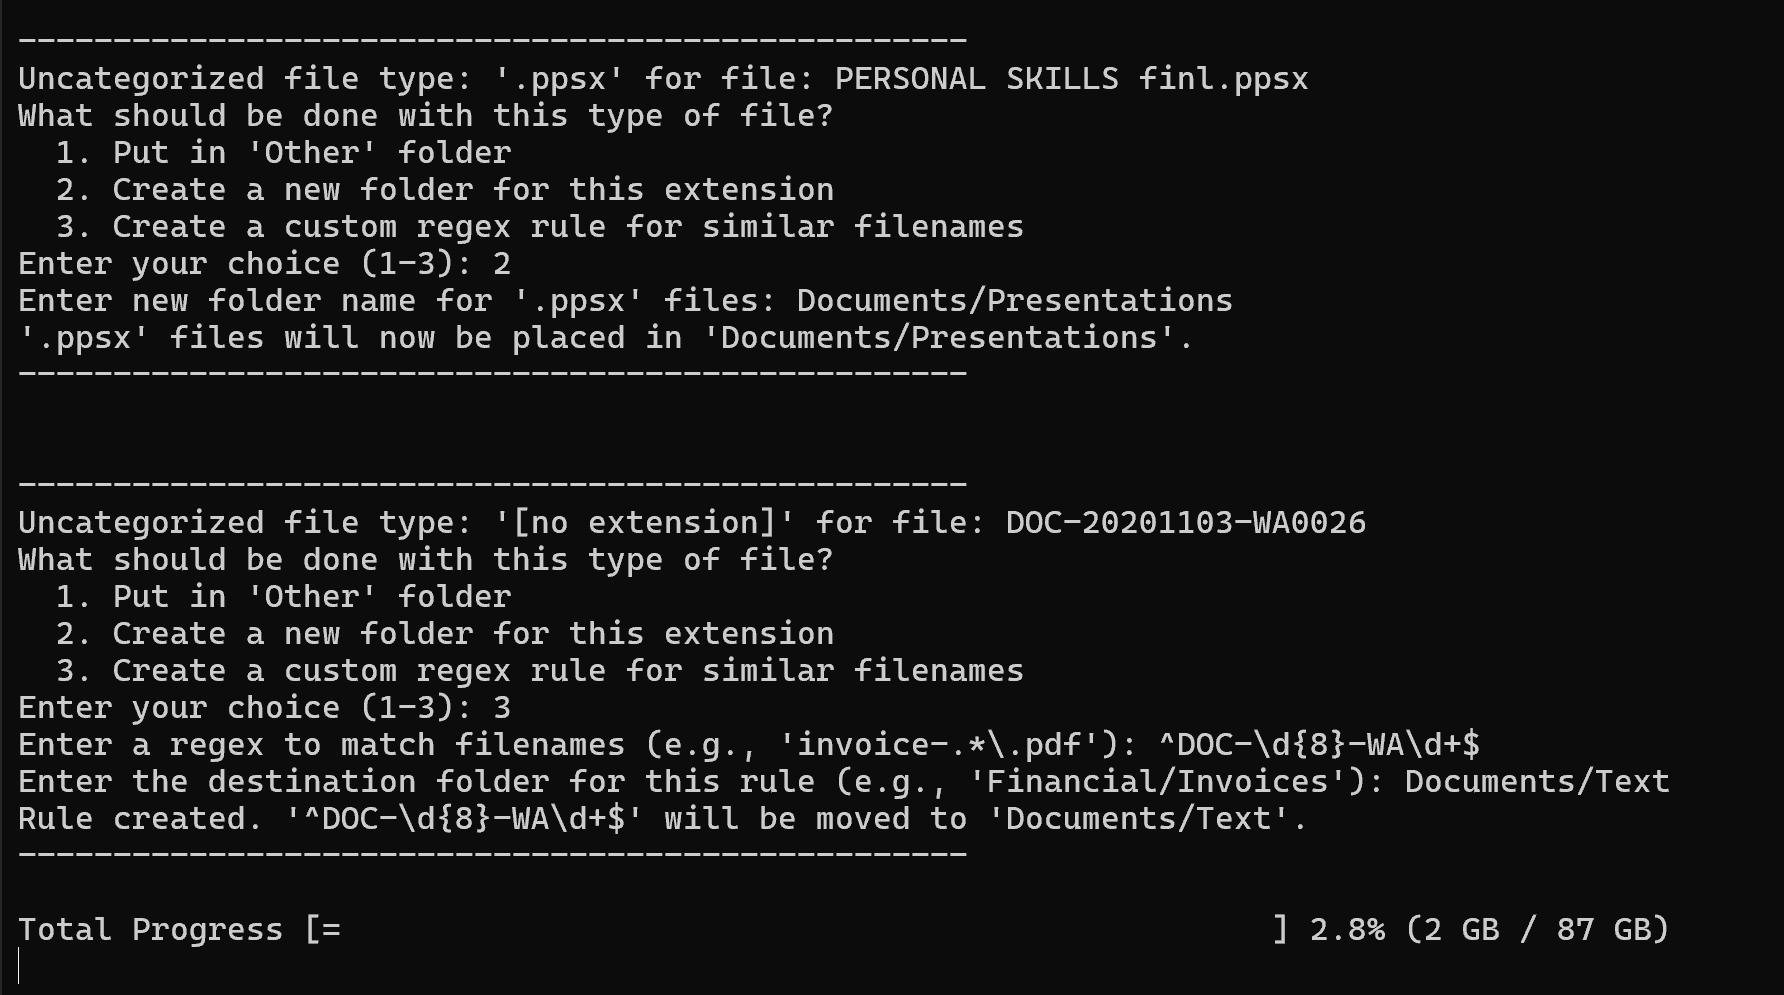 --------------------------------------------------
Uncategorized file type: '.ppsx' for file: PERSONAL SKILLS finl.ppsx
What should be done with this type of file?
  1. Put in 'Other' folder
  2. Create a new folder for this extension
  3. Create a custom regex rule for similar filenames
Enter your choice (1-3): 2
Enter new folder name for '.ppsx' files: Documents/Presentations
'.ppsx' files will now be placed in 'Documents/Presentations'.
--------------------------------------------------
--------------------------------------------------
Uncategorized file type: '[no extension]' for file: DOC-20201103-WA0026
What should be done with this type of file?
  1. Put in 'Other' folder
  2. Create a new folder for this extension
  3. Create a custom regex rule for similar filenames
Enter your choice (1-3): 3
Enter a regex to match filenames (e.g., 'invoice-.*\.pdf'): ^DOC-\d{8}-WA\d+$
Enter the destination folder for this rule (e.g., 'Financial/Invoices'): Documents/Text
Rule created. '^DOC-\d{8}-WA\d+$' will be moved to 'Documents/Text'.
--------------------------------------------------
Total Progress [=                                                 ] 2.8% (2 GB / 87 GB)